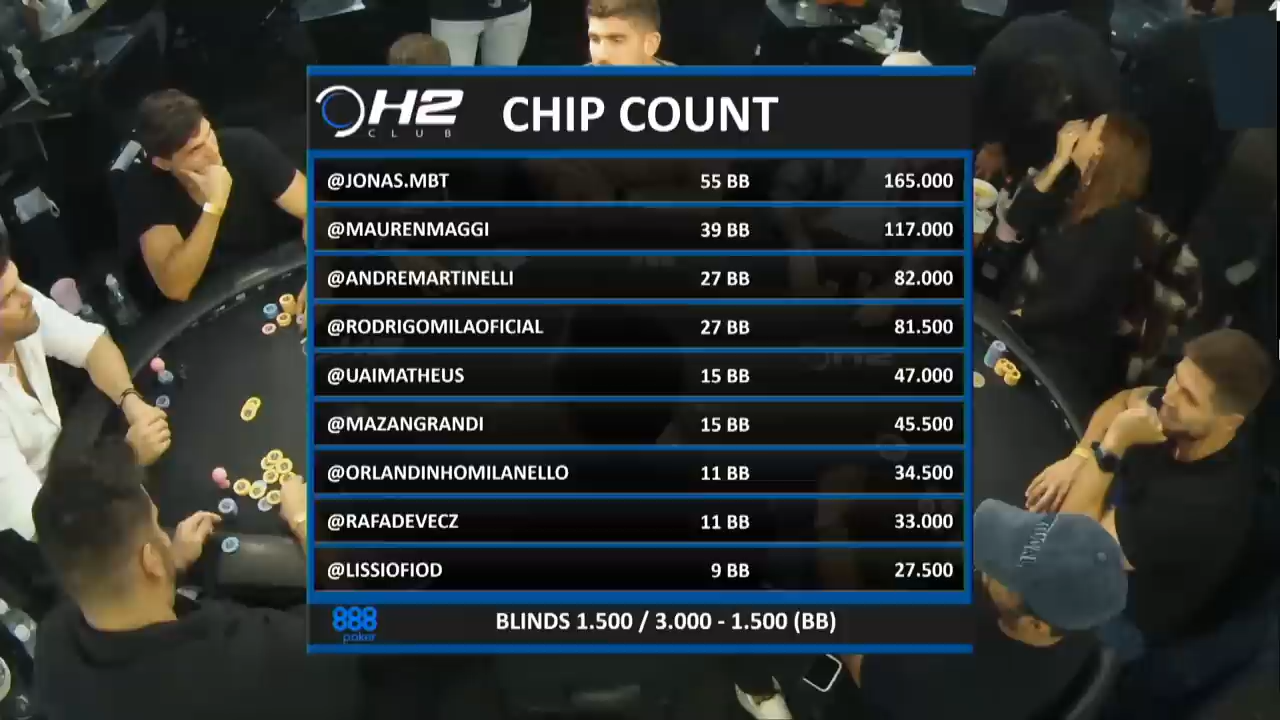 H2 CLUB CHIP COUNT
@JONAS.MBT 55 BB 165.000
@MAURENMAGGI 39 BB 117.000
@ANDREMARTINELLI 27 BB 82.000
@RODRIGOMILAOFICIAL 27 BB 81.500
@UAIMATHEUS 15 BB 47.000
@MAZANGRANDI 15 BB 45.500
@ORLANDINHOMILANELLO 11 BB 34.500
@RAFADEVECZ 11 BB 33.000
@LISSIOFIOD 9 BB 27.500
888 poker BLINDS 1.500 / 3.000 - 1.500 (BB)